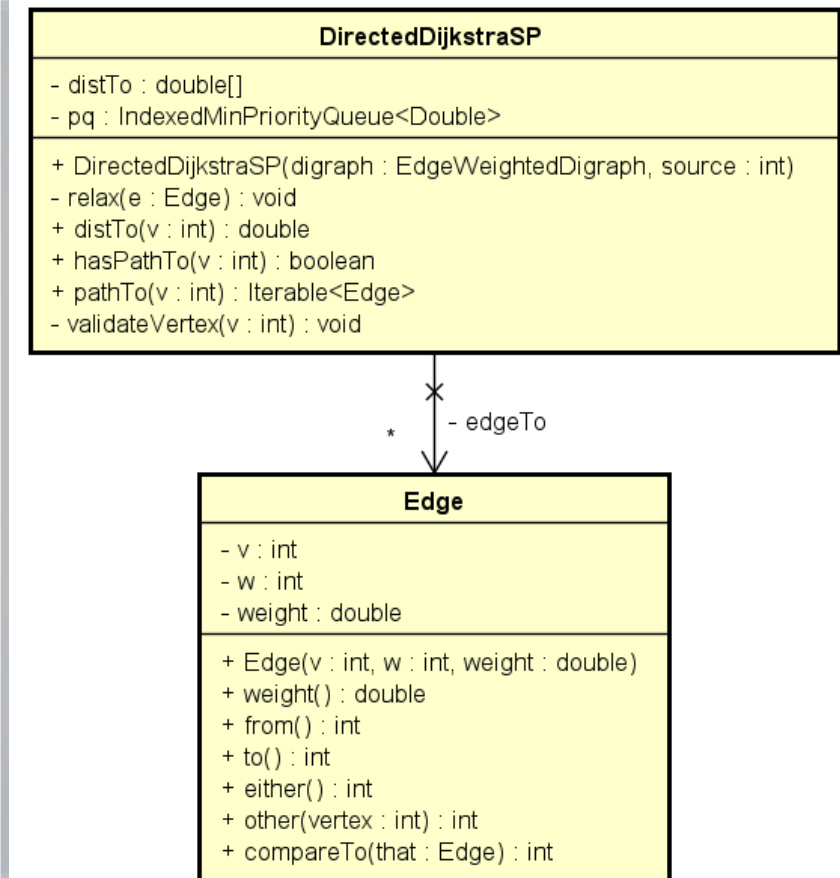 DirectedDijkstraSP
- distTo : double[]
- pq : IndexedMinPriorityQueue<Double>
+ DirectedDijkstraSP(digraph : EdgeWeightedDigraph, source : int)
- relax(e : Edge) : void
+ distTo(v : int) : double
+ hasPathTo(v : int) : boolean
+ pathTo(v : int) : Iterable<Edge>
- validateVertex(v : int) : void
- edgeTo
*
Edge
- v : int
- w : int
- weight : double
+ Edge(v : int, w : int, weight : double)
+ weight() : double
+ from() : int
+ to() : int
+ either() : int
+ other(vertex : int) : int
+ compareTo(that : Edge) : int